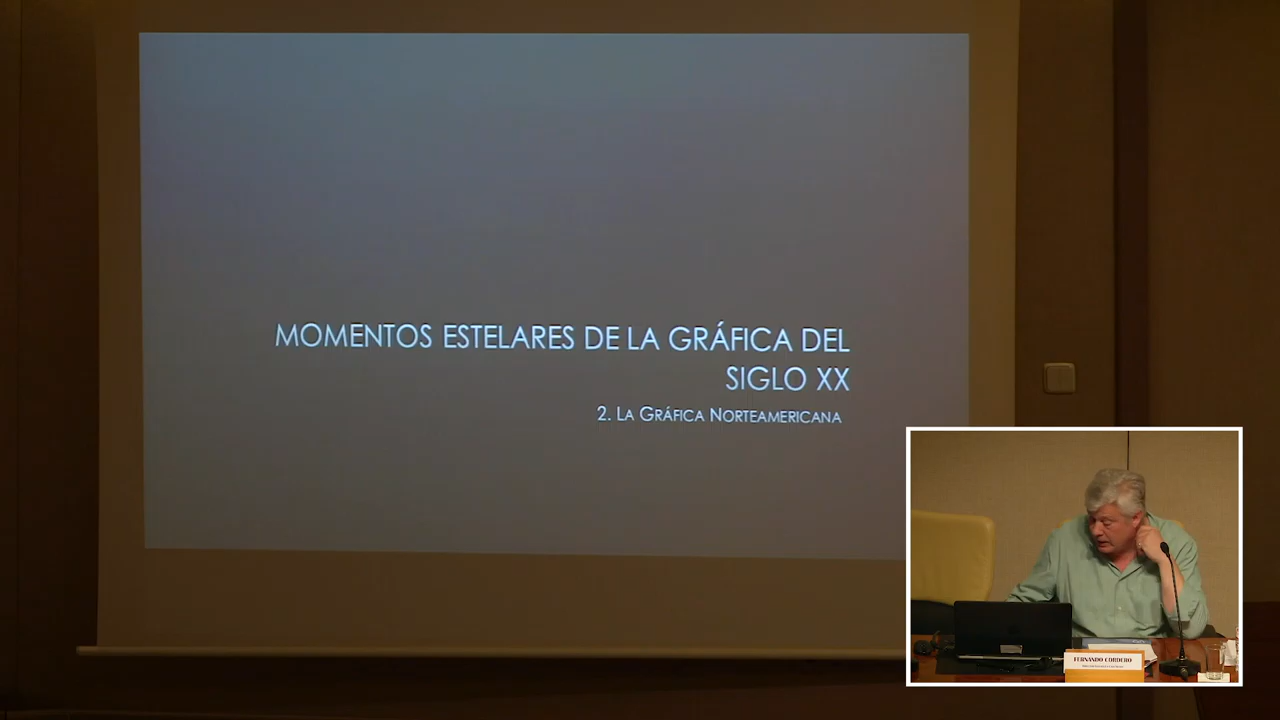 MOMENTOS ESTELARES DE LA GRÁFICA DEL
SIGLO XX
2. LA GRÁFICA NORTEAMERICANA
FERNANDO CORDERO